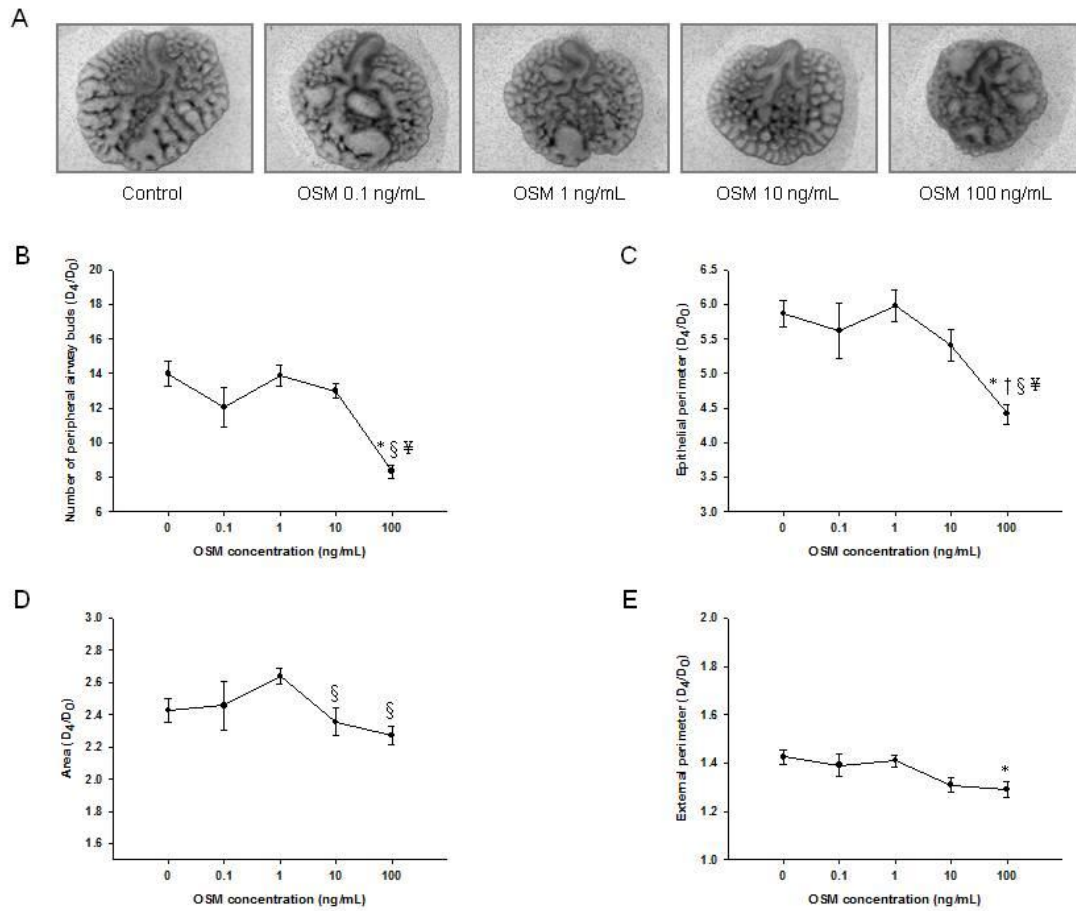 A
Control
OSM 0.1 ng/mL
OSM 1 ng/mL
OSM 10 ng/mL
OSM 100 ng/mL
B
Number of peripheral airway buds (D4/D0)
20
18
16
14
12
10
8
6
* § ¥
0 0.1 1 10 100
OSM concentration (ng/mL)
C
Epithelial perimeter (D4/D0)
6.5
6.0
5.5
5.0
4.5
4.0
3.5
3.0
* † § ¥
0 0.1 1 10 100
OSM concentration (ng/mL)
D
Area (D4/D0)
3.0
2.8
2.6
2.4
2.2
2.0
1.8
1.6
§
§
0 0.1 1 10 100
OSM concentration (ng/mL)
E
External perimeter (D4/D0)
2.0
1.8
1.6
1.4
1.2
1.0
*
0 0.1 1 10 100
OSM concentration (ng/mL)